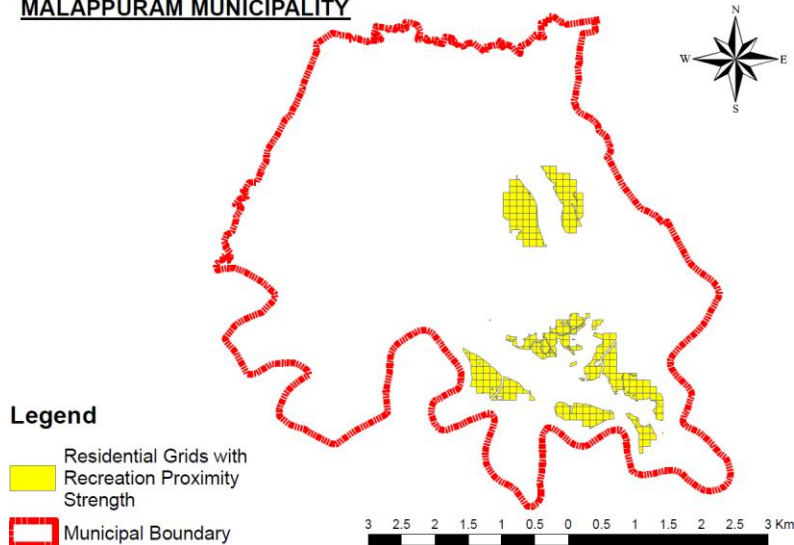 MALAPPURAM MUNICIPALITY
N
W
E
S
Legend
Residential Grids with
Recreation Proximity
Strength
Municipal Boundary
3 2.5 2 1.5 1 0.5 0 0.5 1 1.5 2 2.5 3 Km